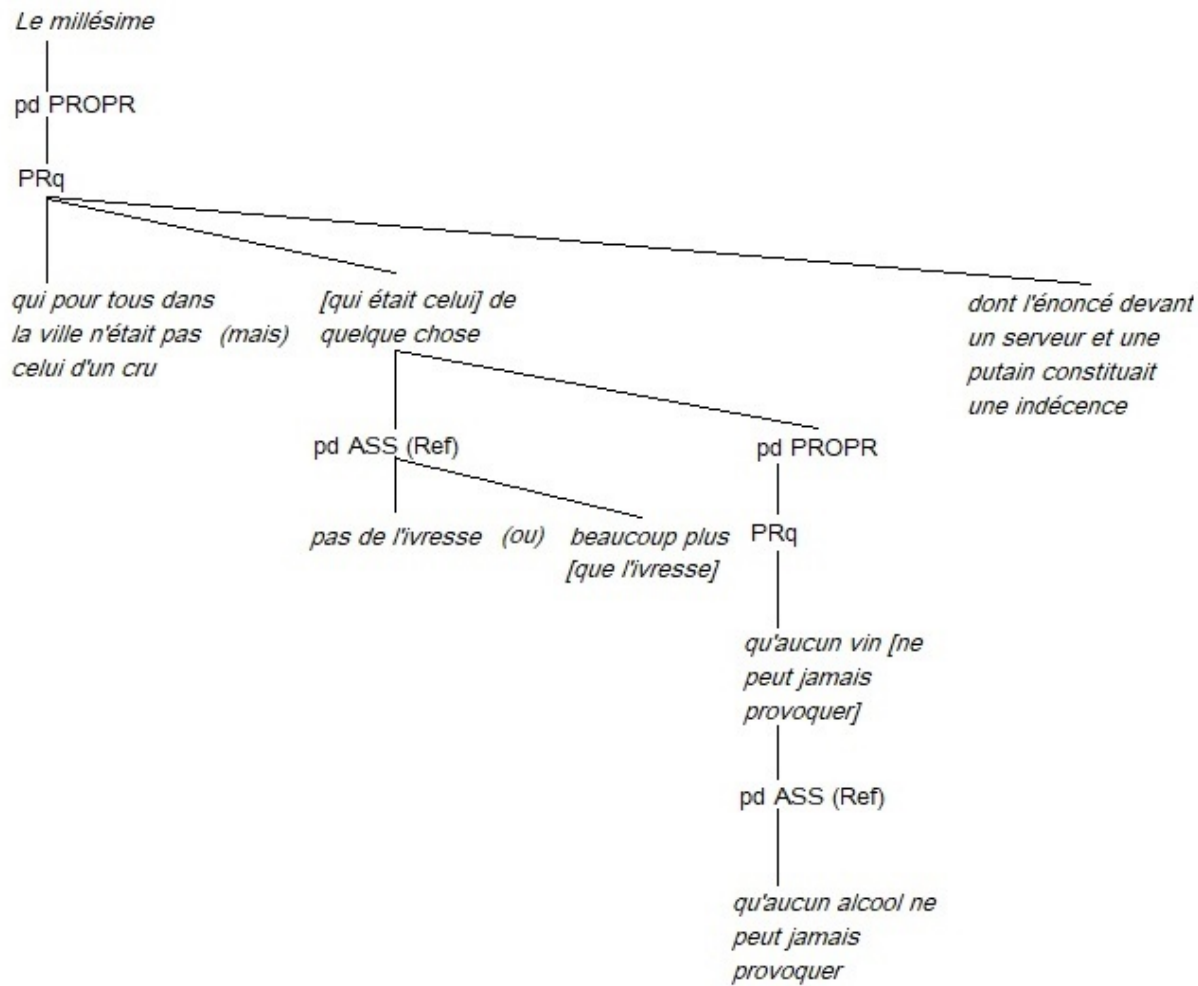 Le millésime
pd PROPR
PRq
qui pour tous dans
la ville n'était pas (mais)
celui d'un cru
[qui était celui] de
quelque chose
dont l'énoncé devant
un serveur et une
putain constituait
une indécence
pd ASS (Ref)
pd PROPR
pas de l'ivresse (ou)
beaucoup plus
[que l'ivresse]
PRq
qu'aucun vin [ne
peut jamais
provoquer]
pd ASS (Ref)
qu'aucun alcool ne
peut jamais
provoquer